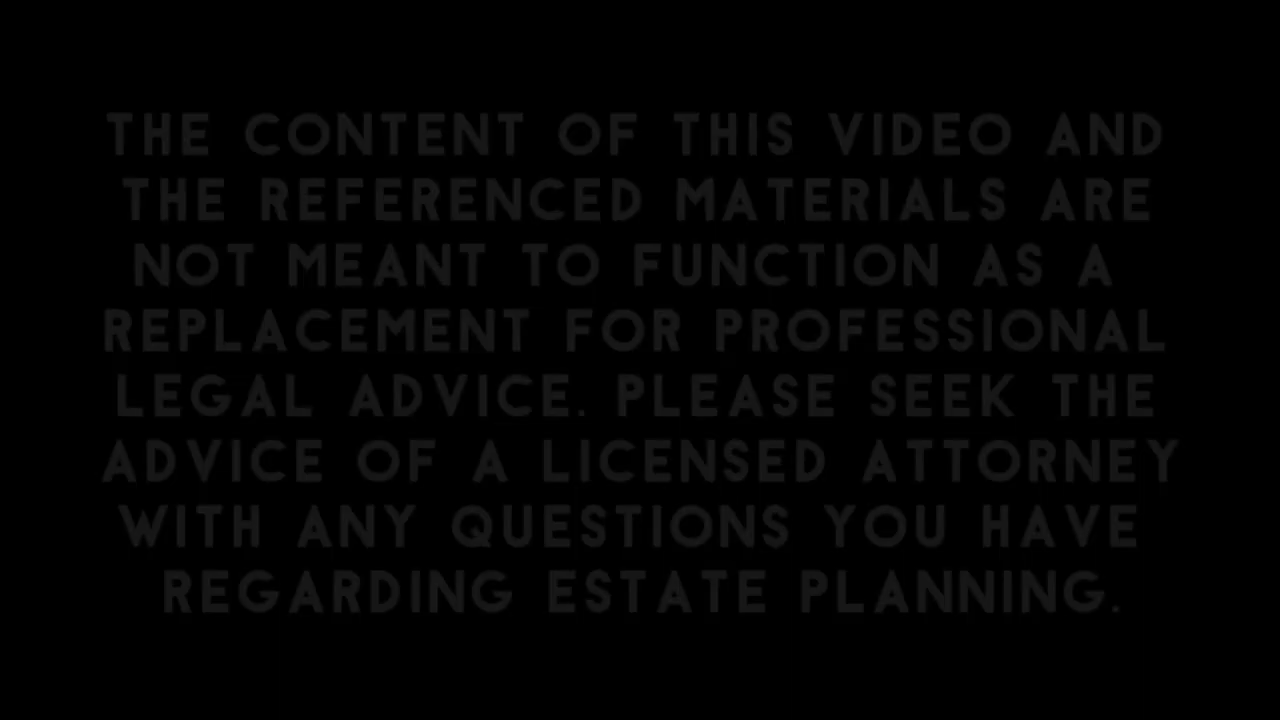 THE CONTENT OF THIS VIDEO AND
THE REFERENCED MATERIALS ARE
NOT MEANT TO FUNCTION AS A
REPLACEMENT FOR PROFESSIONAL
LEGAL ADVICE. PLEASE SEEK THE
ADVICE OF A LICENSED ATTORNEY
WITH ANY QUESTIONS YOU HAVE
REGARDING ESTATE PLANNING.